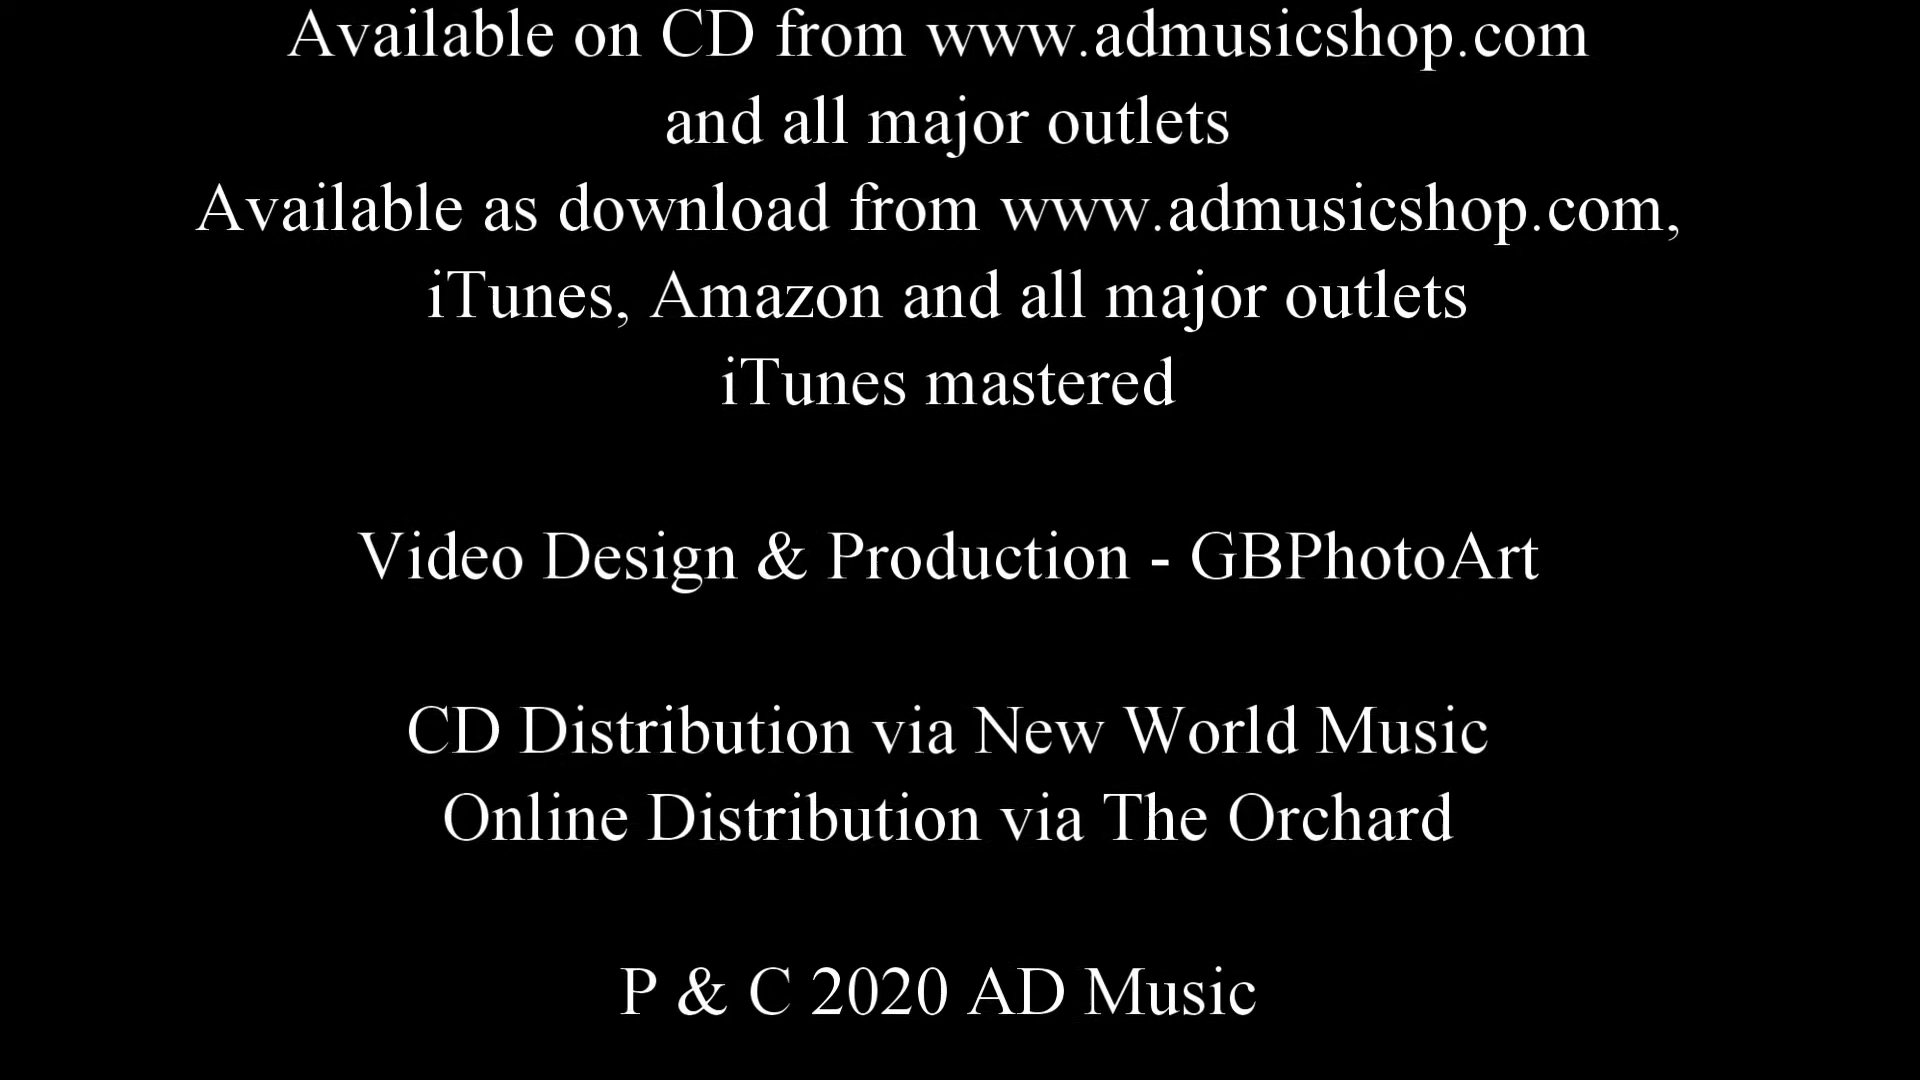 Available on CD from www.admusicshop.com
and all major outlets
Available as download from www.admusicshop.com,
iTunes, Amazon and all major outlets
iTunes mastered
Video Design & Production - GBPhotoArt
CD Distribution via New World Music
Online Distribution via The Orchard
P & C 2020 AD Music